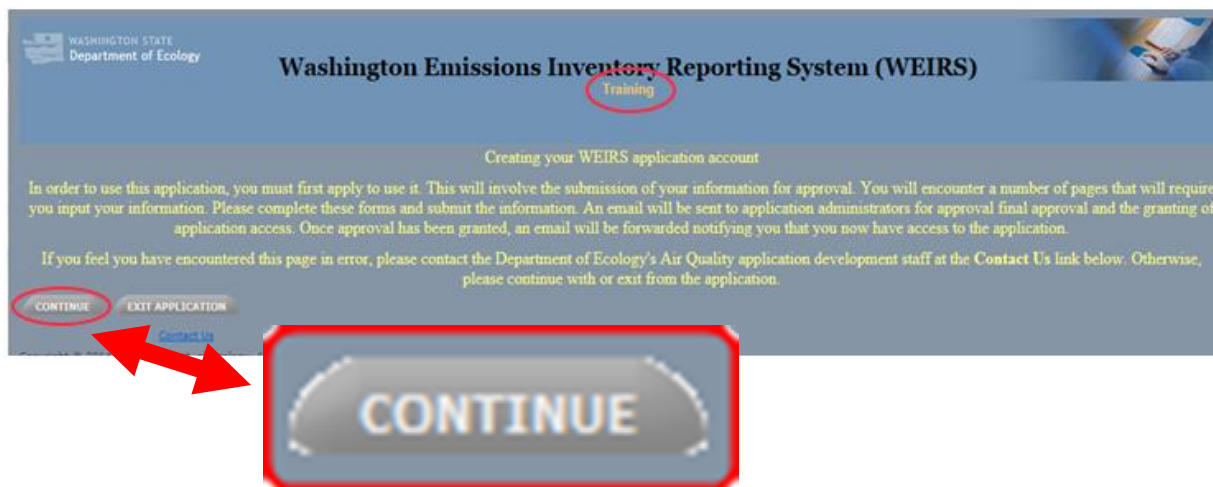 WASHINGTON STATE
Department of Ecology
Washington Emissions Inventory Reporting System (WEIRS)
Training
Creating your WEIRS application account
In order to use this application, you must first apply to use it. This will involve the submission of your information for approval. You will encounter a number of pages that will require
you input your information. Please complete these forms and submit the information. An email will be sent to application administrators for approval final approval and the granting of
application access. Once approval has been granted, an email will be forwarded notifying you that you now have access to the application.
If you feel you have encountered this page in error, please contact the Department of Ecology's Air Quality application development staff at the Contact Us link below. Otherwise,
please continue with or exit from the application.
CONTINUE EXIT APPLICATION
Contact Us
CONTINUE